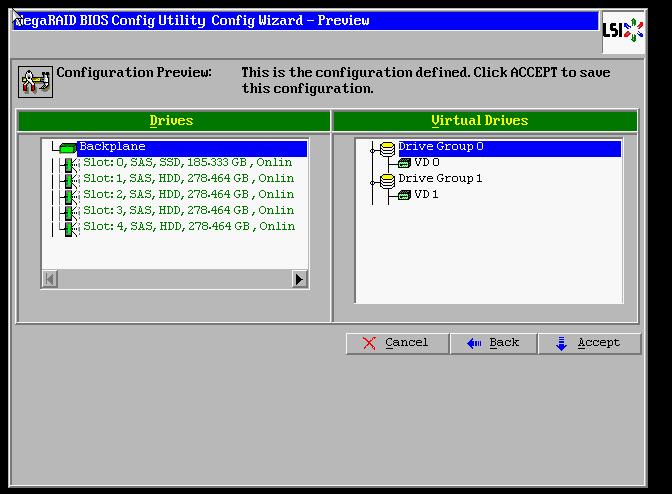 MegaRAID BIOS Config Utility Config Wizard - Preview
LSI
Configuration Preview: This is the configuration defined. Click ACCEPT to save
this configuration.
Drives
Backplane
Slot: 0, SAS, SSD, 185.333 GB, Onlin
Slot: 1, SAS, HDD, 278.464 GB, Onlin
Slot: 2, SAS, HDD, 278.464 GB, Onlin
Slot: 3, SAS, HDD, 278.464 GB, Onlin
Slot: 4, SAS, HDD, 278.464 GB, Onlin
Virtual Drives
Drive Group 0
VD 0
Drive Group 1
VD 1
Cancel
Back
Accept